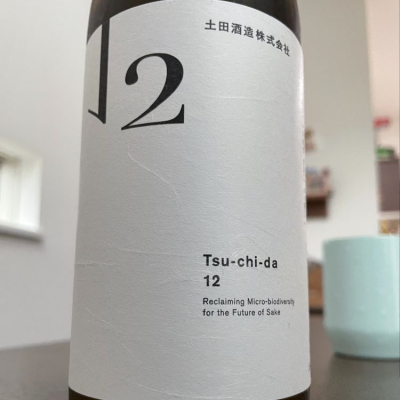 土田酒造株式会社
12
Tsu-chi-da
12
Reclaiming Micro-biodiversity
for the Future of Sake